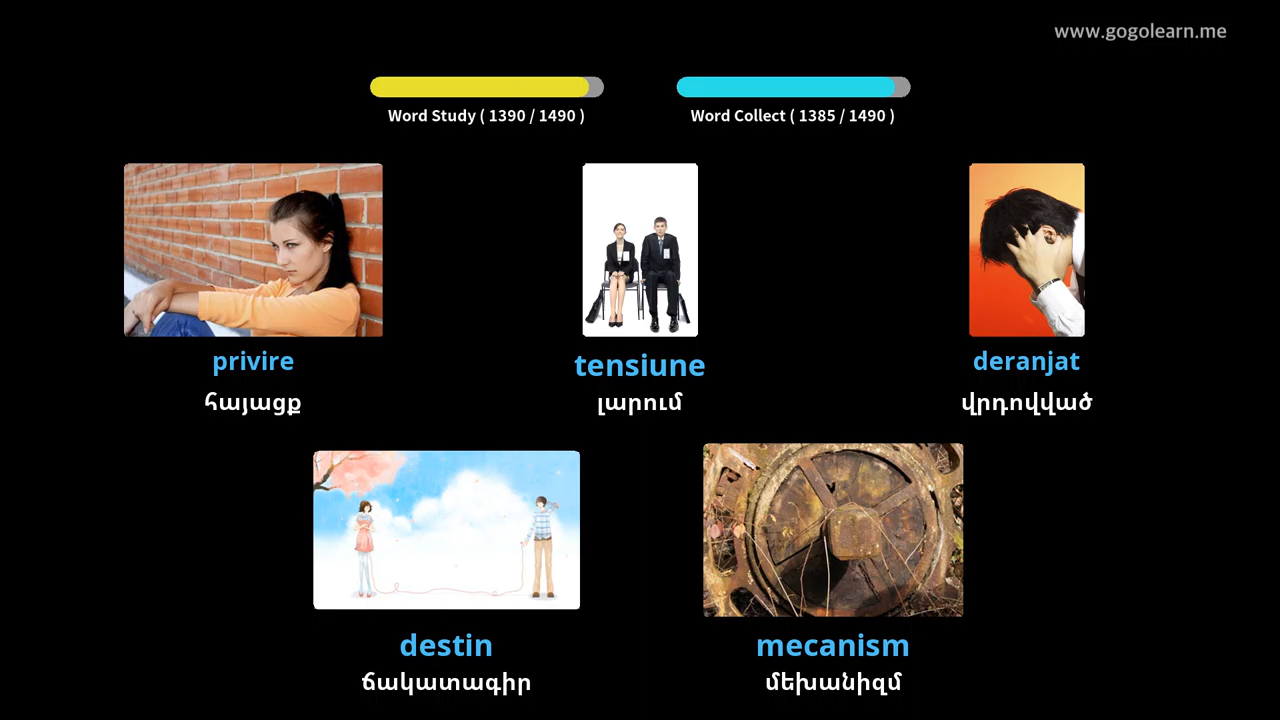 www.gogolearn.me
Word Study ( 1390 / 1490 )
Word Collect ( 1385 / 1490 )
privire
հայացք
tensiune
լարում
deranjat
վրդովված
destin
ճակատագիր
mecanism
մեխանիզմ